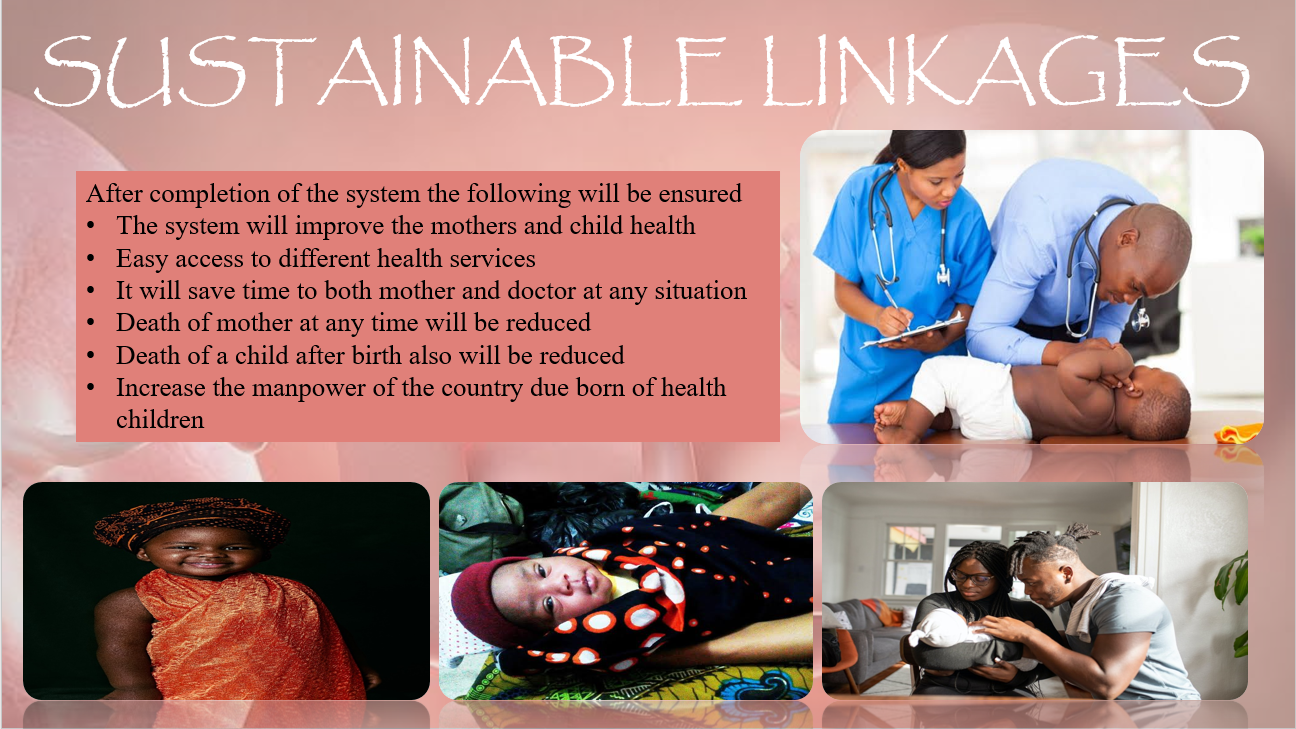 SUSTAINABLE LINKAGES
After completion of the system the following will be ensured
• The system will improve the mothers and child health
• Easy access to different health services
• It will save time to both mother and doctor at any situation
• Death of mother at any time will be reduced
• Death of a child after birth also will be reduced
• Increase the manpower of the country due born of health
children